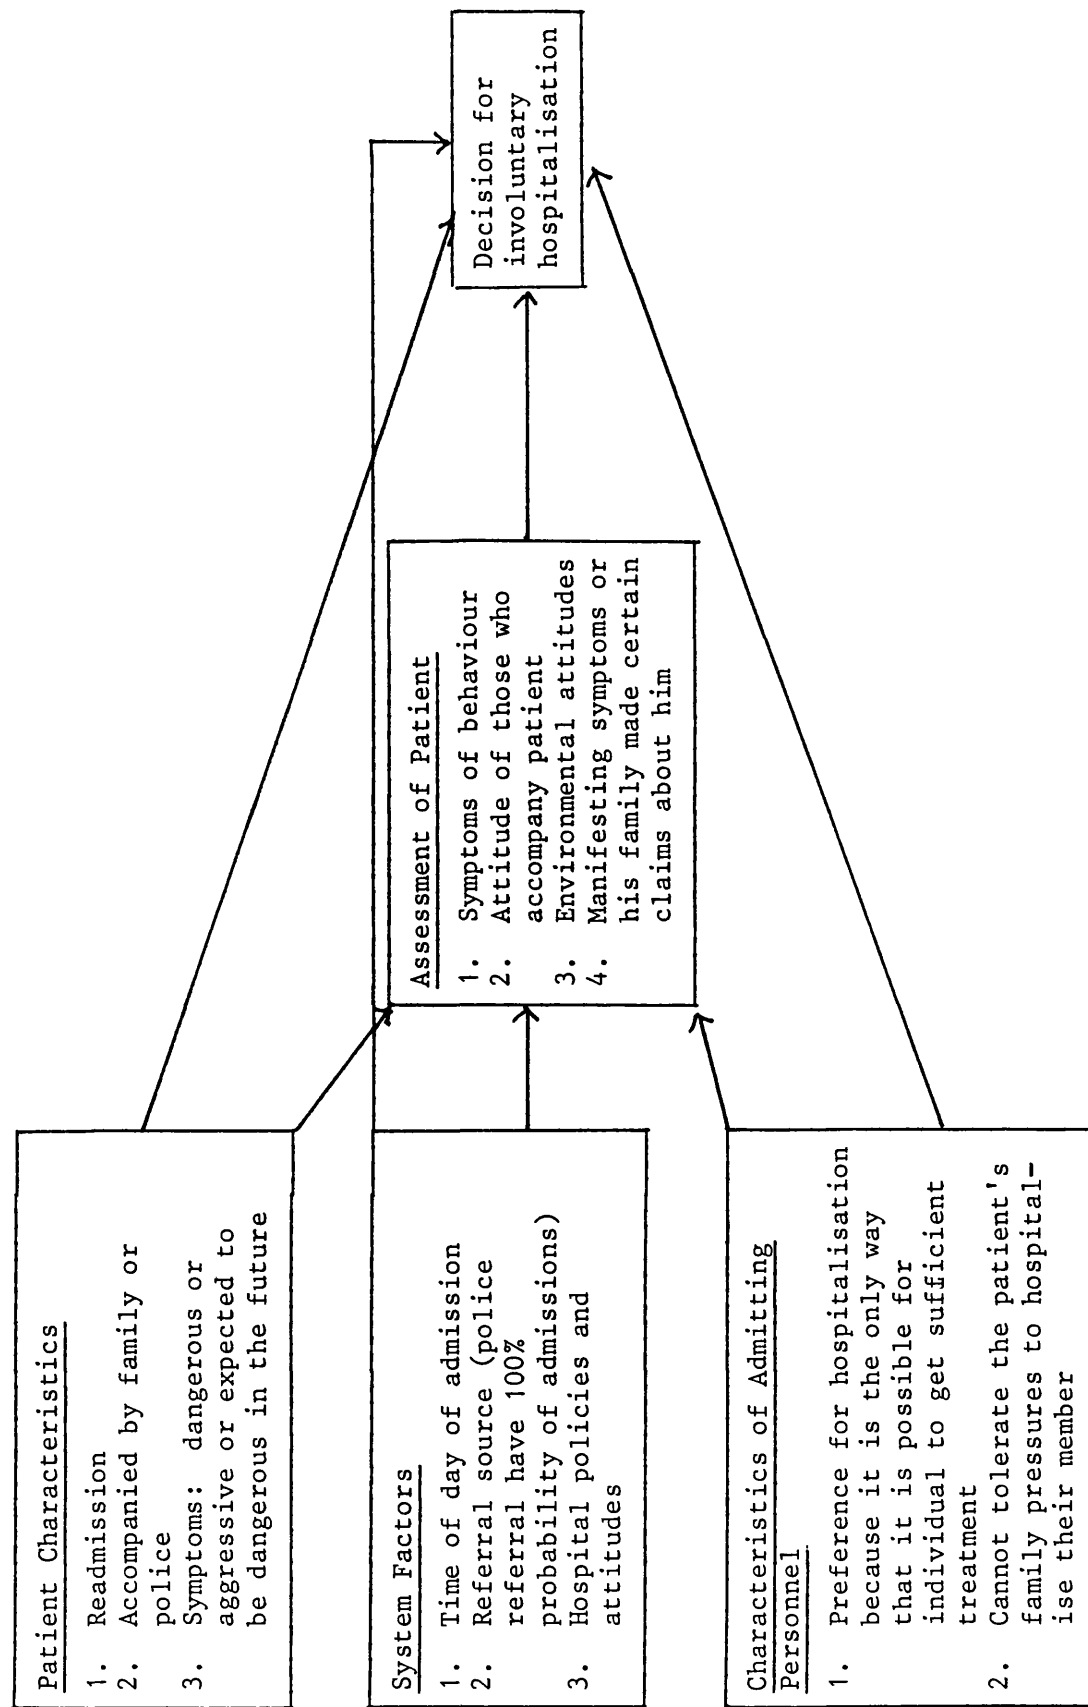 Patient Characteristics
1. Readmission
2. Accompanied by family or
police
3. Symptoms: dangerous or
aggressive or expected to
be dangerous in the future
System Factors
1. Time of day of admission
2. Referral source (police
referral have 100%
probability of admissions)
3. Hospital policies and
attitudes
Characteristics of Admitting
Personnel
1. Preference for hospitalisation
because it is the only way
that it is possible for
individual to get sufficient
treatment
2. Cannot tolerate the patient's
family pressures to hospital-
ise their member
Assessment of Patient
1. Symptoms of behaviour
2. Attitude of those who
accompany patient
3. Environmental attitudes
4. Manifesting symptoms or
his family made certain
claims about him
Decision for
involuntary
hospitalisation